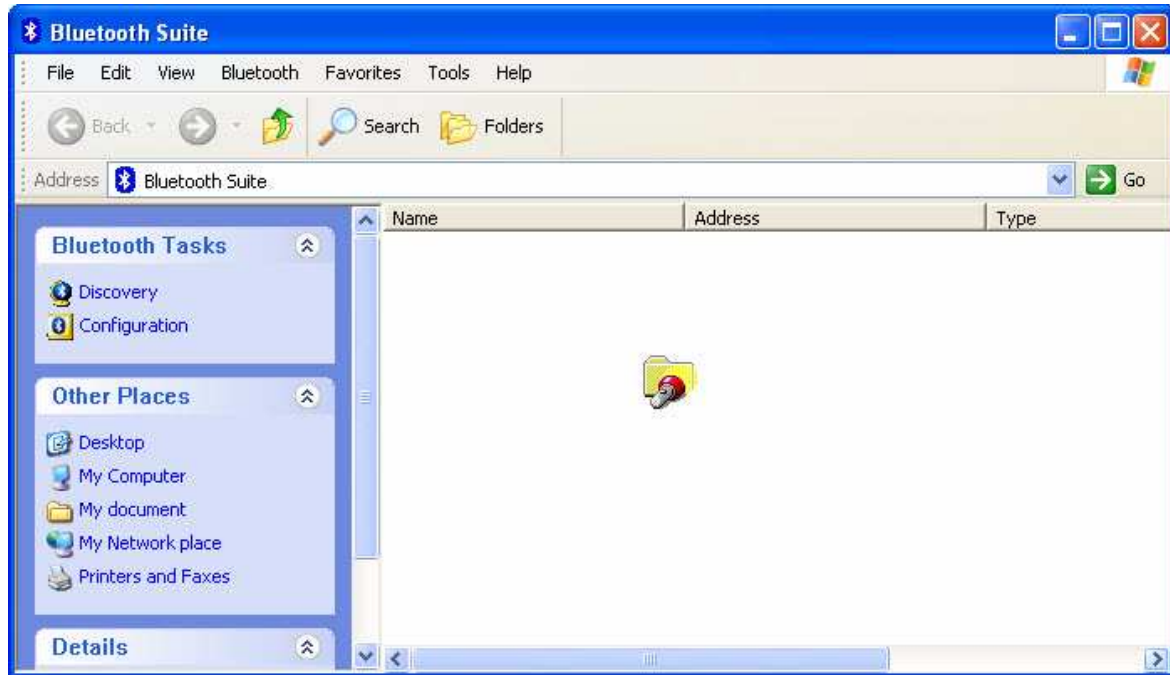 Bluetooth Suite
File Edit View Bluetooth Favorites Tools Help
Back Search Folders
Address Bluetooth Suite Go
Name Address Type
Bluetooth Tasks
Discovery
Configuration
Other Places
Desktop
My Computer
My document
My Network place
Printers and Faxes
Details